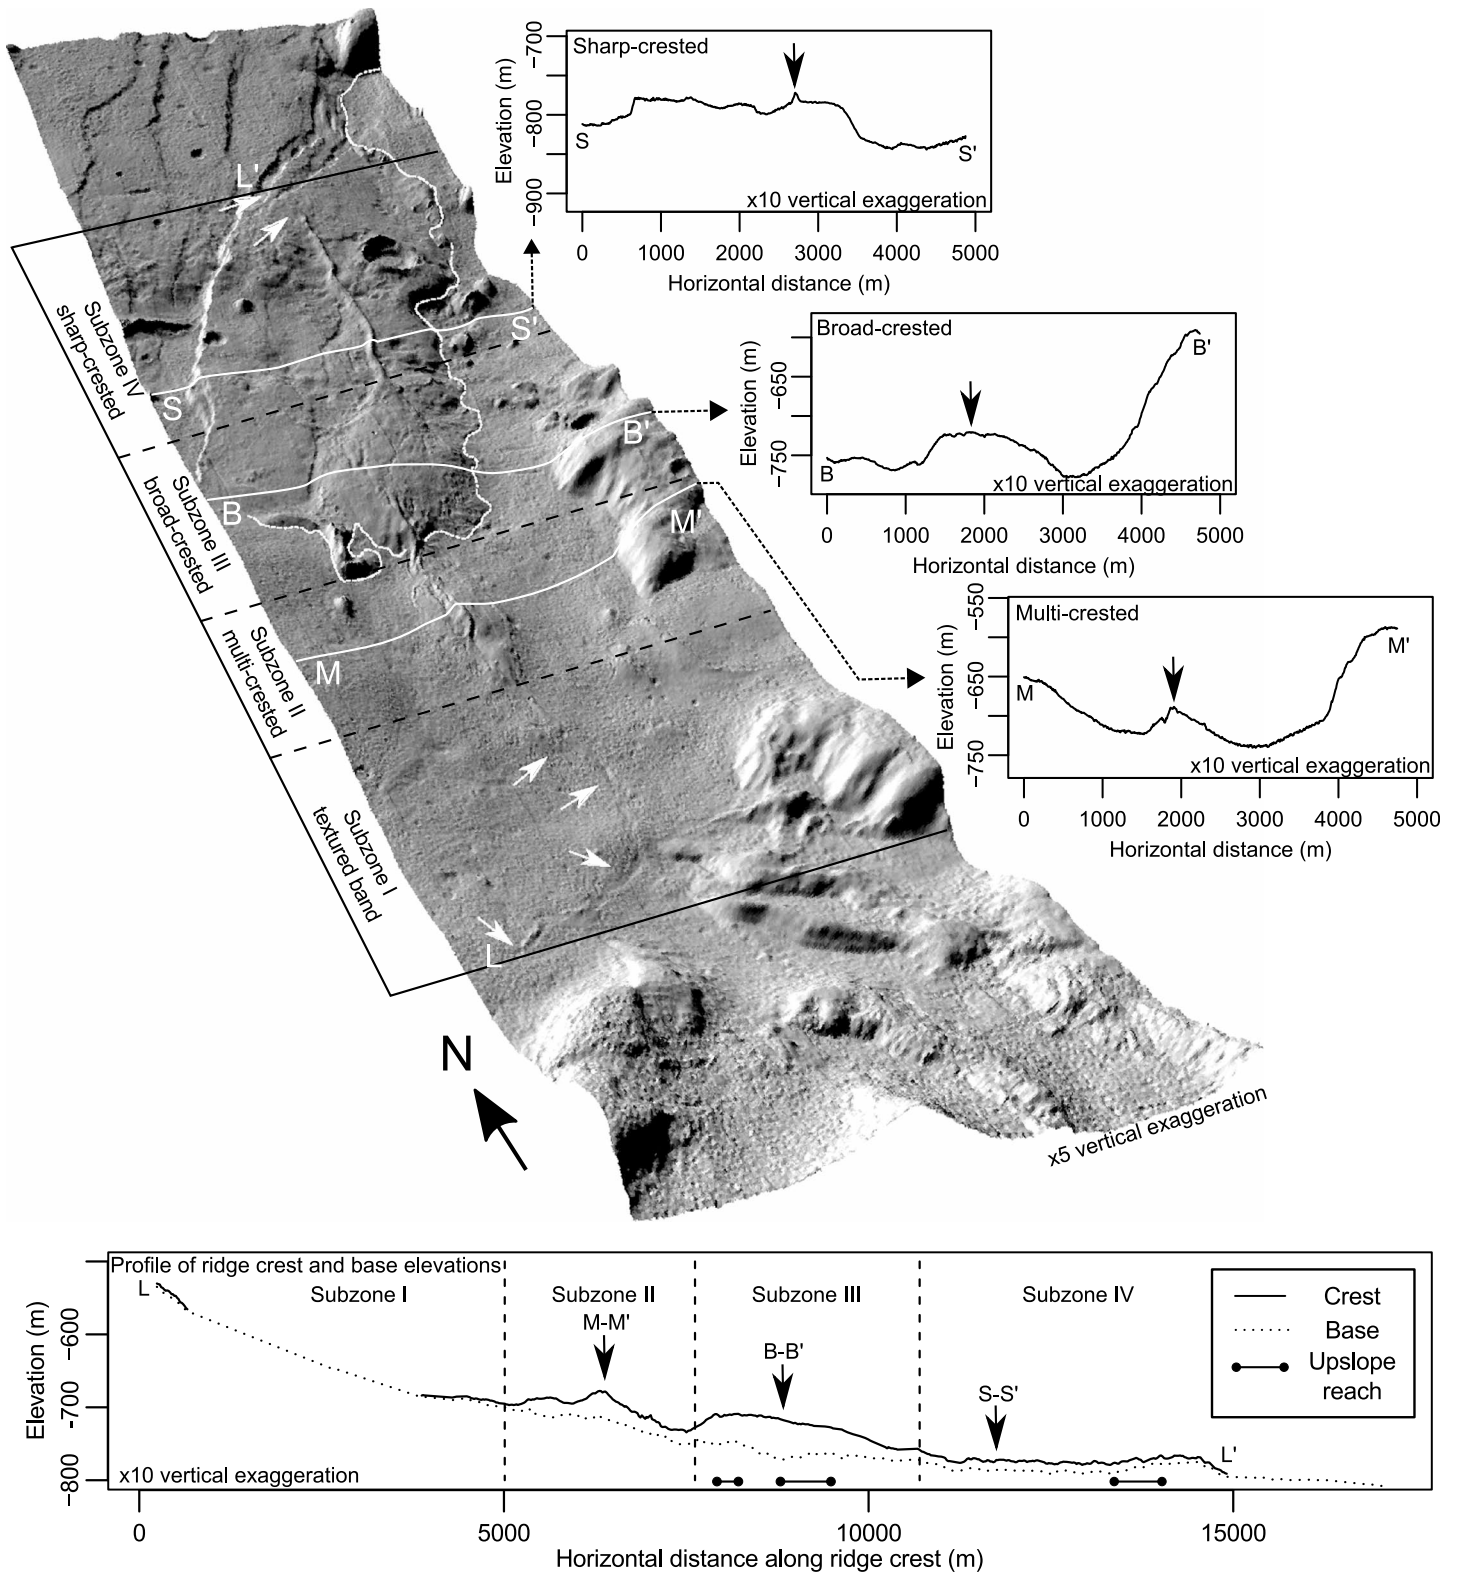 Sharp-crested
Elevation (m)
−700
−800
−900
S
S'
x10 vertical exaggeration
0 1000 2000 3000 4000 5000
Horizontal distance (m)
Broad-crested
Elevation (m)
−650
−750
B
B'
x10 vertical exaggeration
0 1000 2000 3000 4000 5000
Horizontal distance (m)
Multi-crested
Elevation (m)
−550
−650
−750
M
M'
x10 vertical exaggeration
0 1000 2000 3000 4000 5000
Horizontal distance (m)
L'
S
S'
B
B'
M
M'
L
Subzone IV
sharp-crested
Subzone III
broad-crested
Subzone II
multi-crested
Subzone I
textured band
N
x5 vertical exaggeration
Profile of ridge crest and base elevations
Subzone I
Subzone II
Subzone III
Subzone IV
L
M-M'
B-B'
S-S'
L'
Crest
Base
Upslope
reach
Elevation (m)
−600
−700
−800
x10 vertical exaggeration
0 5000 10000 15000
Horizontal distance along ridge crest (m)